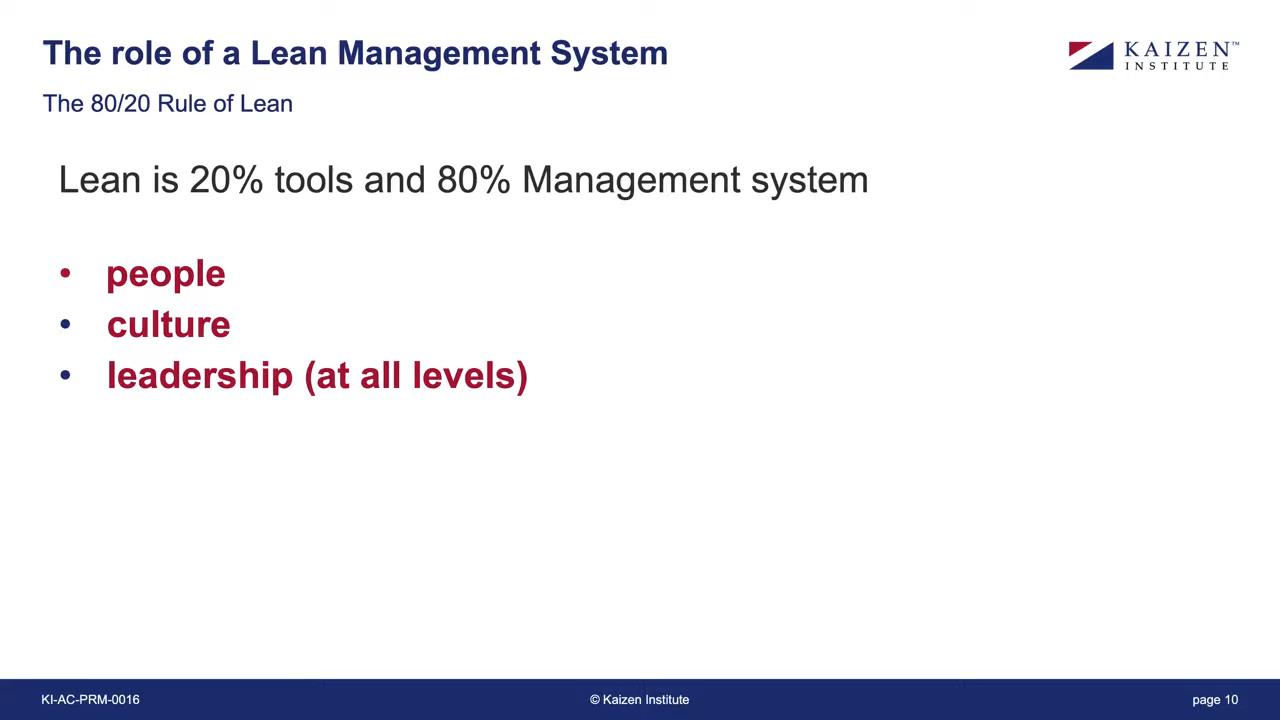 The role of a Lean Management System
KAIZEN™
INSTITUTE
The 80/20 Rule of Lean
Lean is 20% tools and 80% Management system
• people
• culture
• leadership (at all levels)
KI-AC-PRM-0016
© Kaizen Institute
page 10